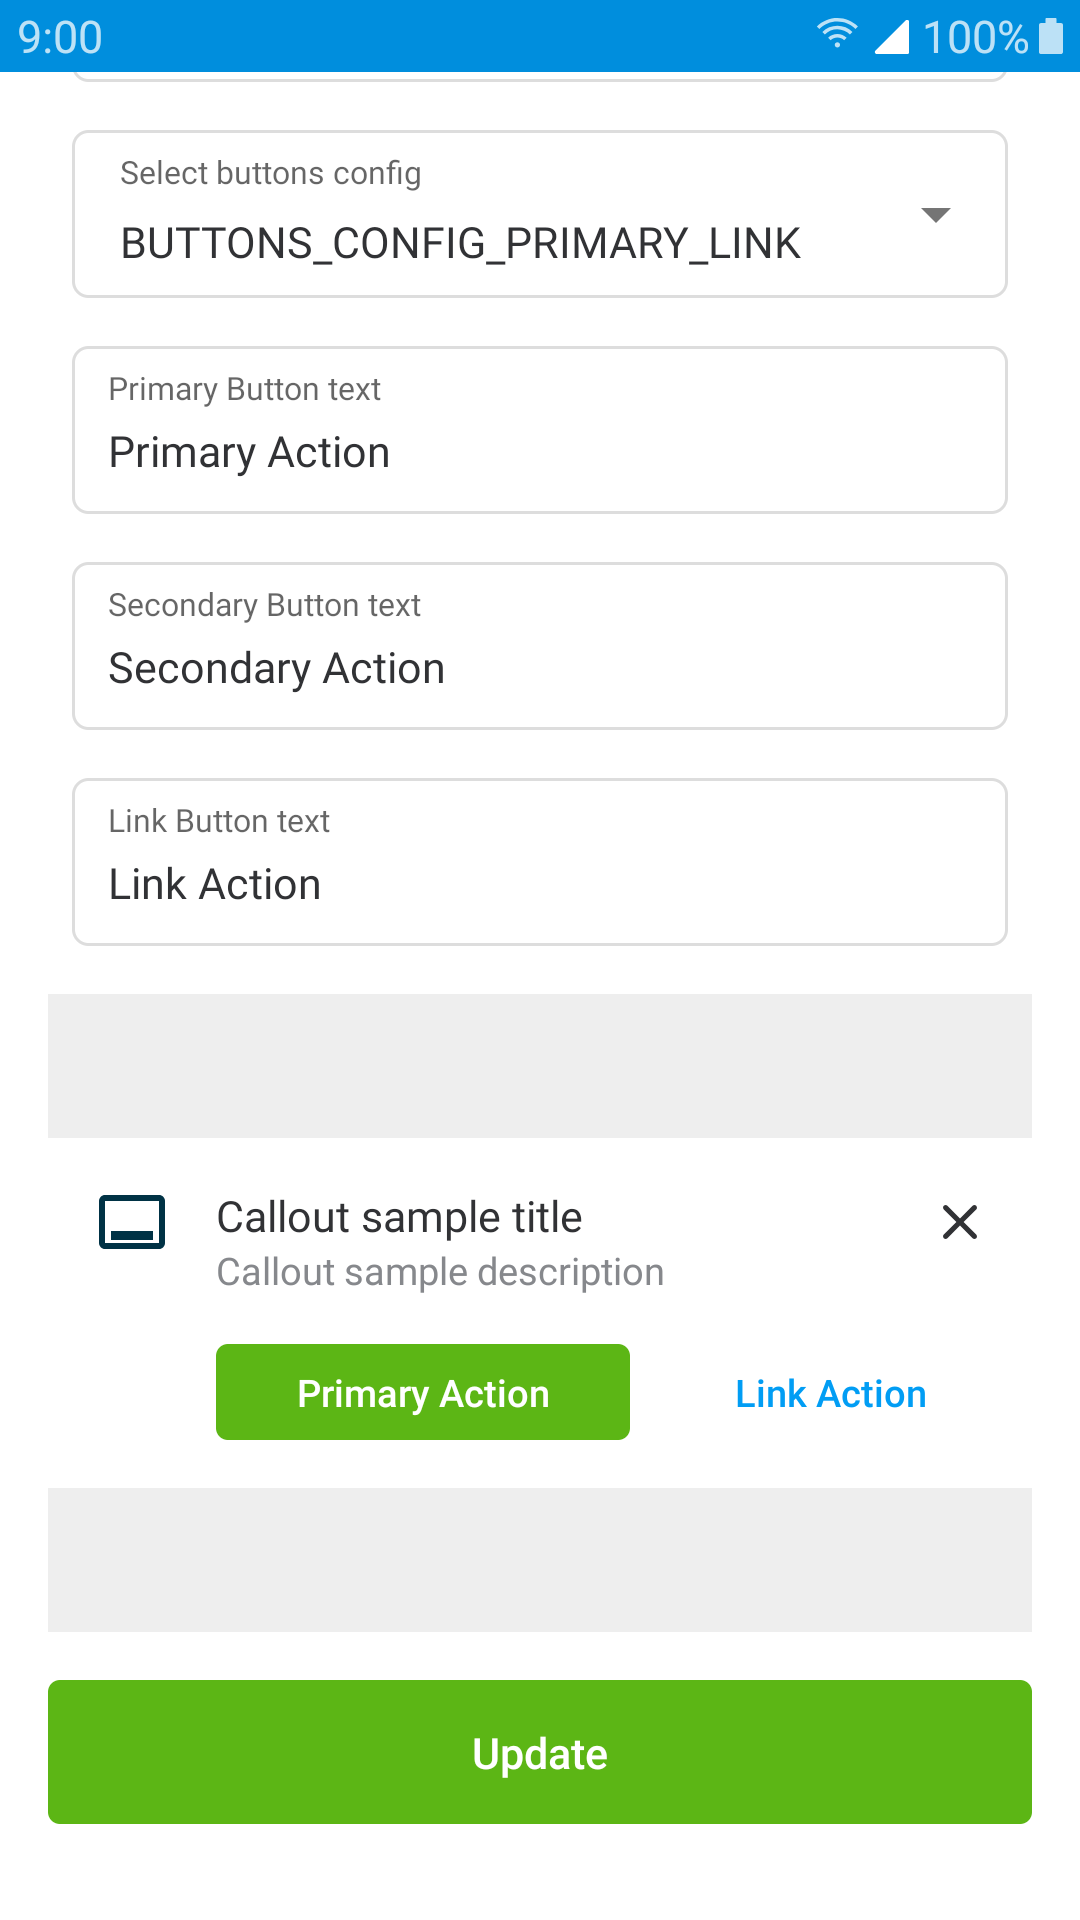 9:00 100%
Select buttons config
BUTTONS_CONFIG_PRIMARY_LINK
Primary Button text
Primary Action
Secondary Button text
Secondary Action
Link Button text
Link Action
Callout sample title
Callout sample description
Primary Action Link Action
Update